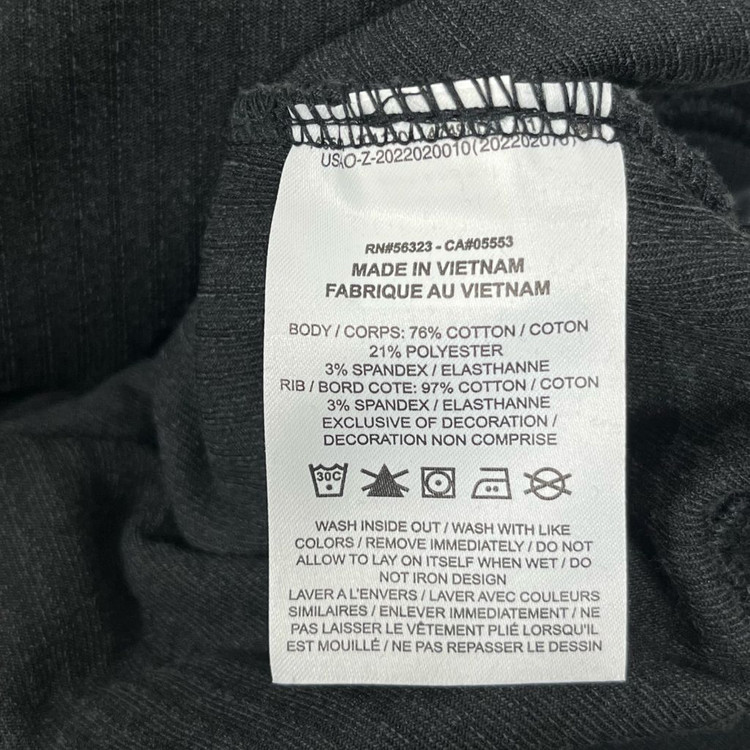 USAO-Z-2022020010(202202070)
RN#56323 - CA#05553
MADE IN VIETNAM
FABRIQUE AU VIETNAM
BODY / CORPS: 76% COTTON / COTON
21% POLYESTER
3% SPANDEX / ELASTHANNE
RIB / BORD COTE: 97% COTTON / COTON
3% SPANDEX / ELASTHANNE
EXCLUSIVE OF DECORATION /
DECORATION NON COMPRISE
30C
WASH INSIDE OUT / WASH WITH LIKE
COLORS / REMOVE IMMEDIATELY / DO NOT
ALLOW TO LAY ON ITSELF WHEN WET / DO
NOT IRON DESIGN
LAVER A L'ENVERS / LAVER AVEC COULEURS
SIMILAIRES / ENLEVER IMMEDIATEMENT / NE
PAS LAISSER LE VÊTEMENT PLIÉ LORSQU'IL
EST MOUILLÉ / NE PAS REPASSER LE DESSIN